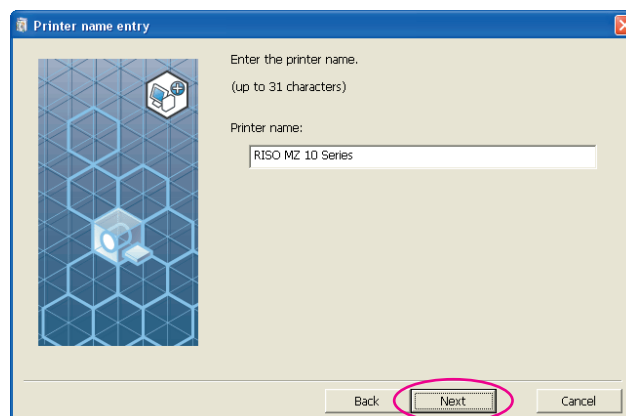 Printer name entry
Enter the printer name.
(up to 31 characters)
Printer name:
RISO MZ 10 Series
Back Next Cancel